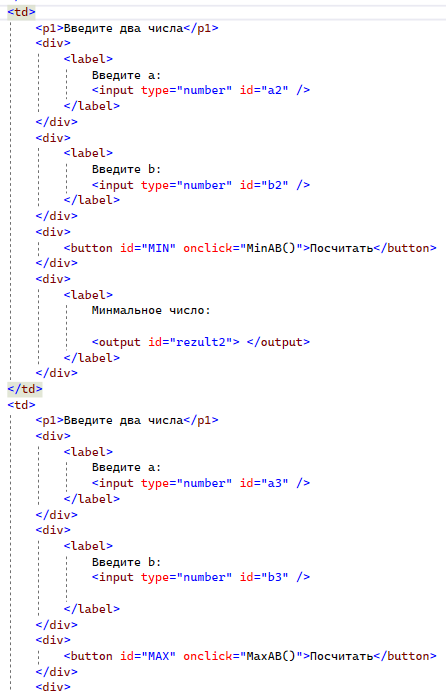 <td>
<p1>Введите два числа</p1>
<div>
<label>
Введите a:
<input type="number" id="a2" />
</label>
</div>
<div>
<label>
Введите b:
<input type="number" id="b2" />
</label>
</div>
<div>
<button id="MIN" onclick="MinAB()">Посчитать</button>
</div>
<div>
<label>
Минмальное число:
<output id="rezult2"> </output>
</label>
</div>
</td>
<td>
<p1>Введите два числа</p1>
<div>
<label>
Введите a:
<input type="number" id="a3" />
</label>
</div>
<div>
<label>
Введите b:
<input type="number" id="b3" />
</label>
</div>
<div>
<button id="MAX" onclick="MaxAB()">Посчитать</button>
</div>
<div>